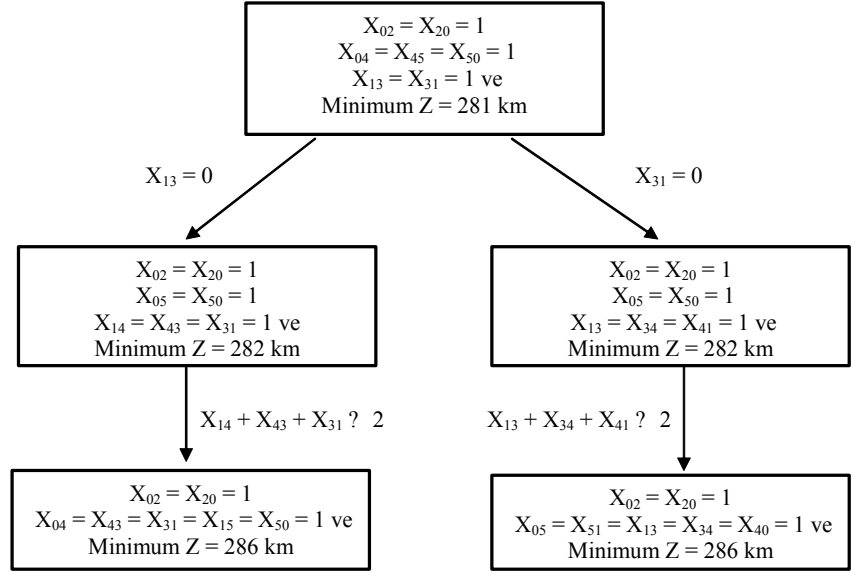 X₀₂ = X₂₀ = 1
X₀₄ = X₄₅ = X₅₀ = 1
X₁₃ = X₃₁ = 1 ve
Minimum Z = 281 km
X₁₃ = 0
X₃₁ = 0
X₀₂ = X₂₀ = 1
X₀₅ = X₅₀ = 1
X₁₄ = X₄₃ = X₃₁ = 1 ve
Minimum Z = 282 km
X₀₂ = X₂₀ = 1
X₀₅ = X₅₀ = 1
X₁₃ = X₃₄ = X₄₁ = 1 ve
Minimum Z = 282 km
X₁₄ + X₄₃ + X₃₁ ? 2
X₁₃ + X₃₄ + X₄₁ ? 2
X₀₂ = X₂₀ = 1
X₀₄ = X₄₃ = X₃₁ = X₁₅ = X₅₀ = 1 ve
Minimum Z = 286 km
X₀₂ = X₂₀ = 1
X₀₅ = X₅₁ = X₁₃ = X₃₄ = X₄₀ = 1 ve
Minimum Z = 286 km